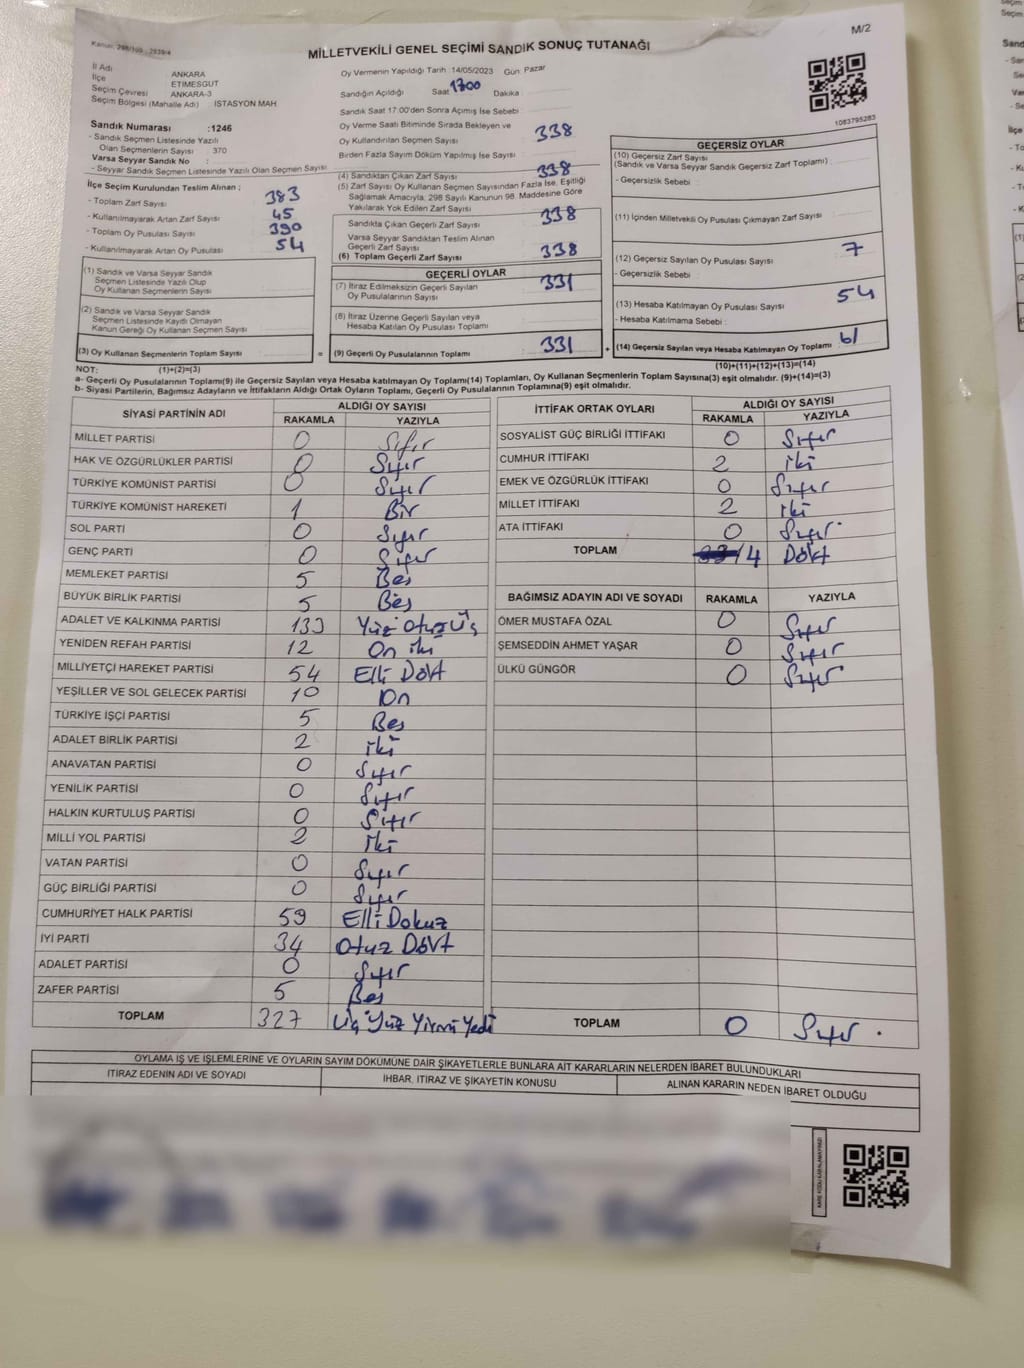 M/2
Kanun: 298/105 - 2839/4
MİLLETVEKİLİ GENEL SEÇİMİ SANDIK SONUÇ TUTANAĞI
1083795283
İl Adı ANKARA
İlçe ETİMESGUT
Seçim Çevresi ANKARA-3
Seçim Bölgesi (Mahalle Adı) İSTASYON MAH
Sandık Numarası :1246
- Sandık Seçmen Listesinde Yazılı
Olan Seçmenlerin Sayısı : 370
Varsa Seyyar Sandık No :
- Seyyar Sandık Seçmen Listesinde Yazılı Olan Seçmen Sayısı
İlçe Seçim Kurulundan Teslim Alınan ;
- Toplam Zarf Sayısı 383
- Kullanılmayarak Artan Zarf Sayısı 45
- Toplam Oy Pusulası Sayısı 390
- Kullanılmayarak Artan Oy Pusulası 54
(1) Sandık ve Varsa Seyyar Sandık
Seçmen Listesinde Yazılı Olup
Oy Kullanan Seçmenlerin Sayısı
(2) Sandık ve Varsa Seyyar Sandık
Seçmen Listesinde Kaydı Olmayan
Kanun Gereği Oy Kullanan Seçmen Sayısı
(3) Oy Kullanan Seçmenlerin Toplam Sayısı =
Oy Vermenin Yapıldığı Tarih :14/05/2023 Gün: Pazar
Sandığın Açıldığı Saat 1700 Dakika :
Sandık Saat 17:00'den Sonra Açımış İse Sebebi :
Oy Verme Saati Bitiminde Sırada Bekleyen ve
Oy Kullandırılan Seçmen Sayısı 338
Birden Fazla Sayım Döküm Yapılmış İse Sayısı
(4) Sandıktan Çıkan Zarf Sayısı 338
(5) Zarf Sayısı Oy Kullanan Seçmen Sayısından Fazla İse, Eşitliği
Sağlamak Amacıyla, 298 Sayılı Kanunun 98. Maddesine Göre
Yakılarak Yok Edilen Zarf Sayısı
Sandıkta Çıkan Geçerli Zarf Sayısı 338
Varsa Seyyar Sandıktan Teslim Alınan
Geçerli Zarf Sayısı
(6) Toplam Geçerli Zarf Sayısı 338
GEÇERLİ OYLAR
(7) İtiraz Edilmeksizin Geçerli Sayılan
Oy Pusulalarının Sayısı 331
(8) İtiraz Üzerine Geçerli Sayılan veya
Hesaba Katılan Oy Pusulası Toplamı
(9) Geçerli Oy Pusulalarının Toplamı 331 +
GEÇERSİZ OYLAR
(10) Geçersiz Zarf Sayısı
(Sandık ve Varsa Seyyar Sandık Geçersiz Zarf Toplamı)
- Geçersizlik Sebebi :
(11) İçinden Milletvekili Oy Pusulası Çıkmayan Zarf Sayısı
(12) Geçersiz Sayılan Oy Pusulası Sayısı 7
- Geçersizlik Sebebi :
(13) Hesaba Katılmayan Oy Pusulası Sayısı 54
- Hesaba Katılmama Sebebi :
(14) Geçersiz Sayılan veya Hesaba Katılmayan Oy Toplamı 61
NOT: (1)+(2)=(3) (10)+(11)+(12)+(13)=(14)
a- Geçerli Oy Pusulalarının Toplamı(9) ile Geçersiz Sayılan veya Hesaba katılmayan Oy Toplamı(14) Toplamları, Oy Kullanan Seçmenlerin Toplam Sayısına(3) eşit olmalıdır. (9)+(14)=(3)
b- Siyasi Partilerin, Bağımsız Adayların ve İttifakların Aldığı Ortak Oyların Toplamı, Geçerli Oy Pusulalarının Toplamına(9) eşit olmalıdır.
SİYASİ PARTİNİN ADI ALDIĞI OY SAYISI
RAKAMLA YAZIYLA
MİLLET PARTİSİ 0 Sıfır
HAK VE ÖZGÜRLÜKLER PARTİSİ 0 Sıfır
TÜRKİYE KOMÜNİST PARTİSİ 0 Sıfır
TÜRKİYE KOMÜNİST HAREKETİ 1 Bir
SOL PARTİ 0 Sıfır
GENÇ PARTİ 0 Sıfır
MEMLEKET PARTİSİ 5 Beş
BÜYÜK BİRLİK PARTİSİ 5 Beş
ADALET VE KALKINMA PARTİSİ 133 Yüz Otuz Üç
YENİDEN REFAH PARTİSİ 12 On iki
MİLLİYETÇİ HAREKET PARTİSİ 54 Elli Dört
YEŞİLLER VE SOL GELECEK PARTİSİ 10 On
TÜRKİYE İŞÇİ PARTİSİ 5 Beş
ADALET BİRLİK PARTİSİ 2 iki
ANAVATAN PARTİSİ 0 Sıfır
YENİLİK PARTİSİ 0 Sıfır
HALKIN KURTULUŞ PARTİSİ 0 Sıfır
MİLLİ YOL PARTİSİ 2 iki
VATAN PARTİSİ 0 Sıfır
GÜÇ BİRLİĞİ PARTİSİ 0 Sıfır
CUMHURİYET HALK PARTİSİ 59 Elli Dokuz
İYİ PARTİ 34 Otuz Dört
ADALET PARTİSİ 0 Sıfır
ZAFER PARTİSİ 5 Beş
TOPLAM 327 Üç Yüz Yirmi Yedi
İTTİFAK ORTAK OYLARI ALDIĞI OY SAYISI
RAKAMLA YAZIYLA
SOSYALİST GÜÇ BİRLİĞİ İTTİFAKI 0 Sıfır
CUMHUR İTTİFAKI 2 iki
EMEK VE ÖZGÜRLÜK İTTİFAKI 0 Sıfır
MİLLET İTTİFAKI 2 iki
ATA İTTİFAKI 0 Sıfır
TOPLAM 4 Dört
BAĞIMSIZ ADAYIN ADI VE SOYADI RAKAMLA YAZIYLA
ÖMER MUSTAFA ÖZAL 0 Sıfır
ŞEMSEDDİN AHMET YAŞAR 0 Sıfır
ÜLKÜ GÜNGÖR 0 Sıfır
TOPLAM 0 Sıfır
OYLAMA İŞ VE İŞLEMLERİNE VE OYLARIN SAYIM DÖKÜMÜNE DAİR ŞİKAYETLERLE BUNLARA AİT KARARLARIN NELERDEN İBARET BULUNDUKLARI
İTİRAZ EDENİN ADI VE SOYADI İHBAR, İTİRAZ VE ŞİKAYETİN KONUSU ALINAN KARARIN NEDEN İBARET OLDUĞU